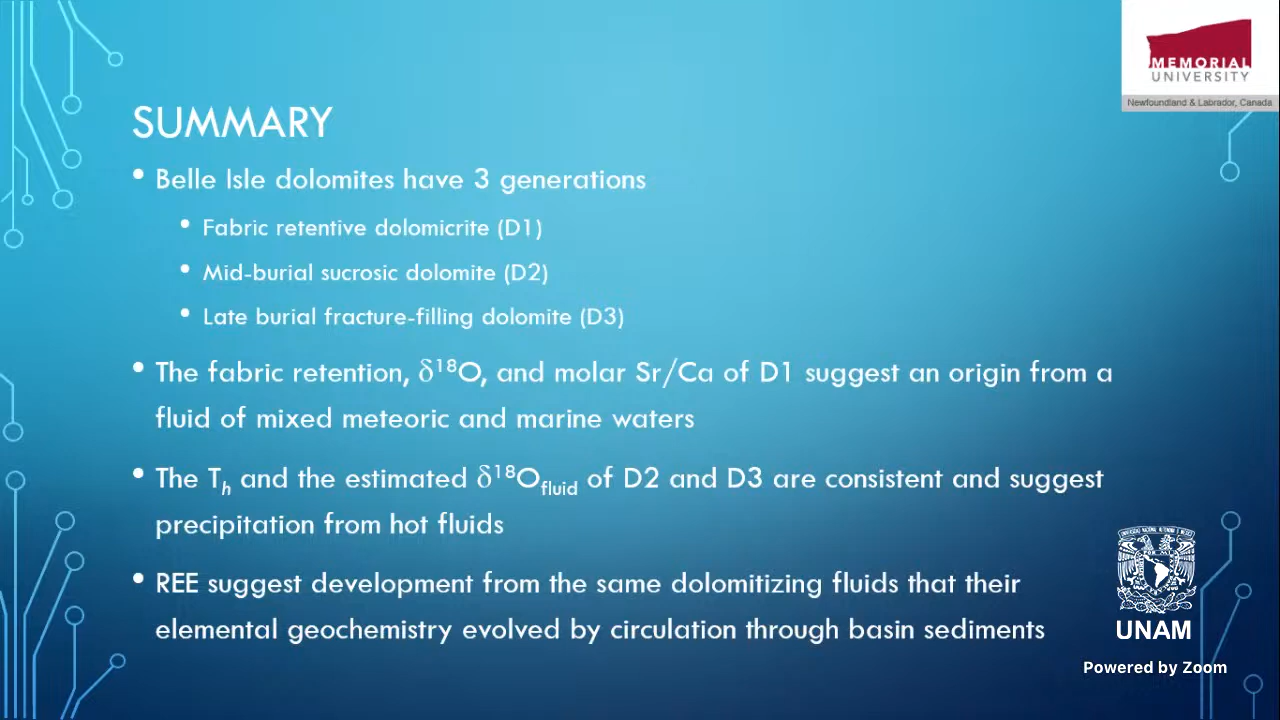 MEMORIAL
UNIVERSITY
Newfoundland & Labrador, Canada
SUMMARY
• Belle Isle dolomites have 3 generations
• Fabric retentive dolomicrite (D1)
• Mid-burial sucrosic dolomite (D2)
• Late burial fracture-filling dolomite (D3)
• The fabric retention, δ¹⁸O, and molar Sr/Ca of D1 suggest an origin from a
fluid of mixed meteoric and marine waters
• The Tₕ and the estimated δ¹⁸O_fluid of D2 and D3 are consistent and suggest
precipitation from hot fluids
• REE suggest development from the same dolomitizing fluids that their
elemental geochemistry evolved by circulation through basin sediments
UNAM
Powered by Zoom